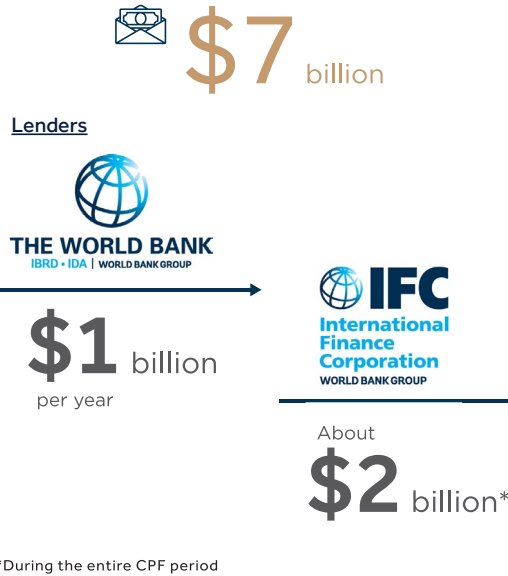 $7 billion
Lenders
THE WORLD BANK
IBRD • IDA | WORLD BANK GROUP
$1 billion
per year
IFC
International
Finance
Corporation
WORLD BANK GROUP
About
$2 billion*
*During the entire CPF period